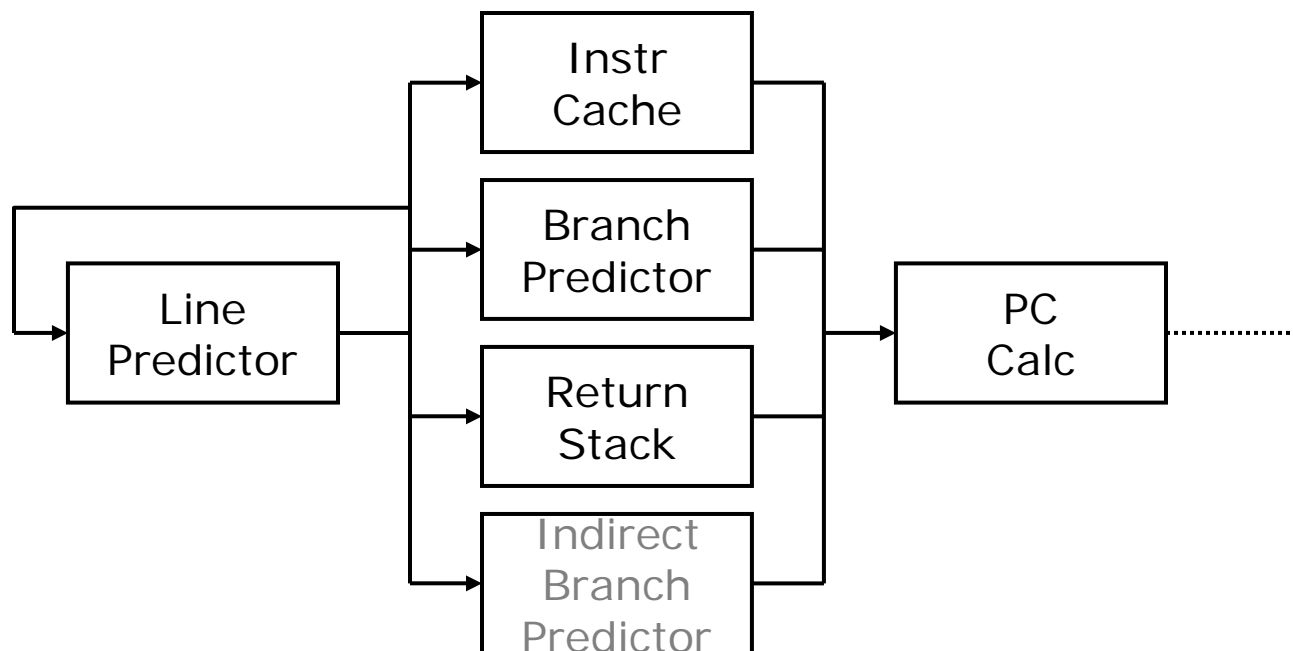 Instr
Cache
Branch
Predictor
Line
Predictor
PC
Calc
Return
Stack
Indirect
Branch
Predictor